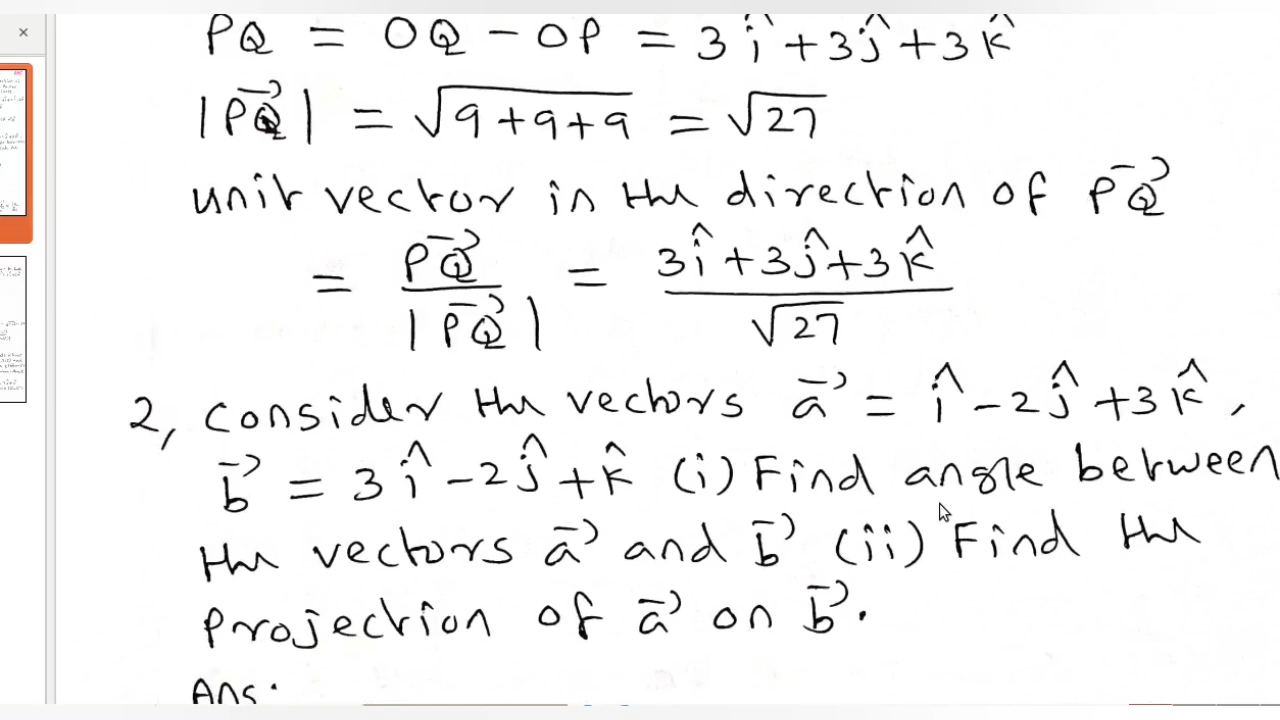 PQ = OQ - OP = 3î + 3ĵ + 3k̂
|PQ⃗| = √9+9+9 = √27
unit vector in the direction of PQ⃗
= PQ⃗ / |PQ⃗| = 3î + 3ĵ + 3k̂ / √27
2, Consider the vectors a⃗ = î - 2ĵ + 3k̂,
b⃗ = 3î - 2ĵ + k̂ (i) Find angle between
the vectors a⃗ and b⃗ (ii) Find the
projection of a⃗ on b⃗.
Ans: